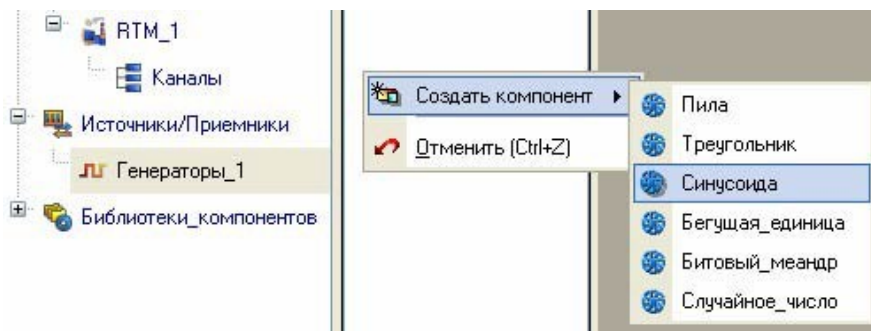 RTM_1
Каналы
Источники/Приемники
Генераторы_1
Библиотеки_компонентов
Создать компонент
Отменить (Ctrl+Z)
Пила
Треугольник
Синусоида
Бегущая_единица
Битовый_меандр
Случайное_число